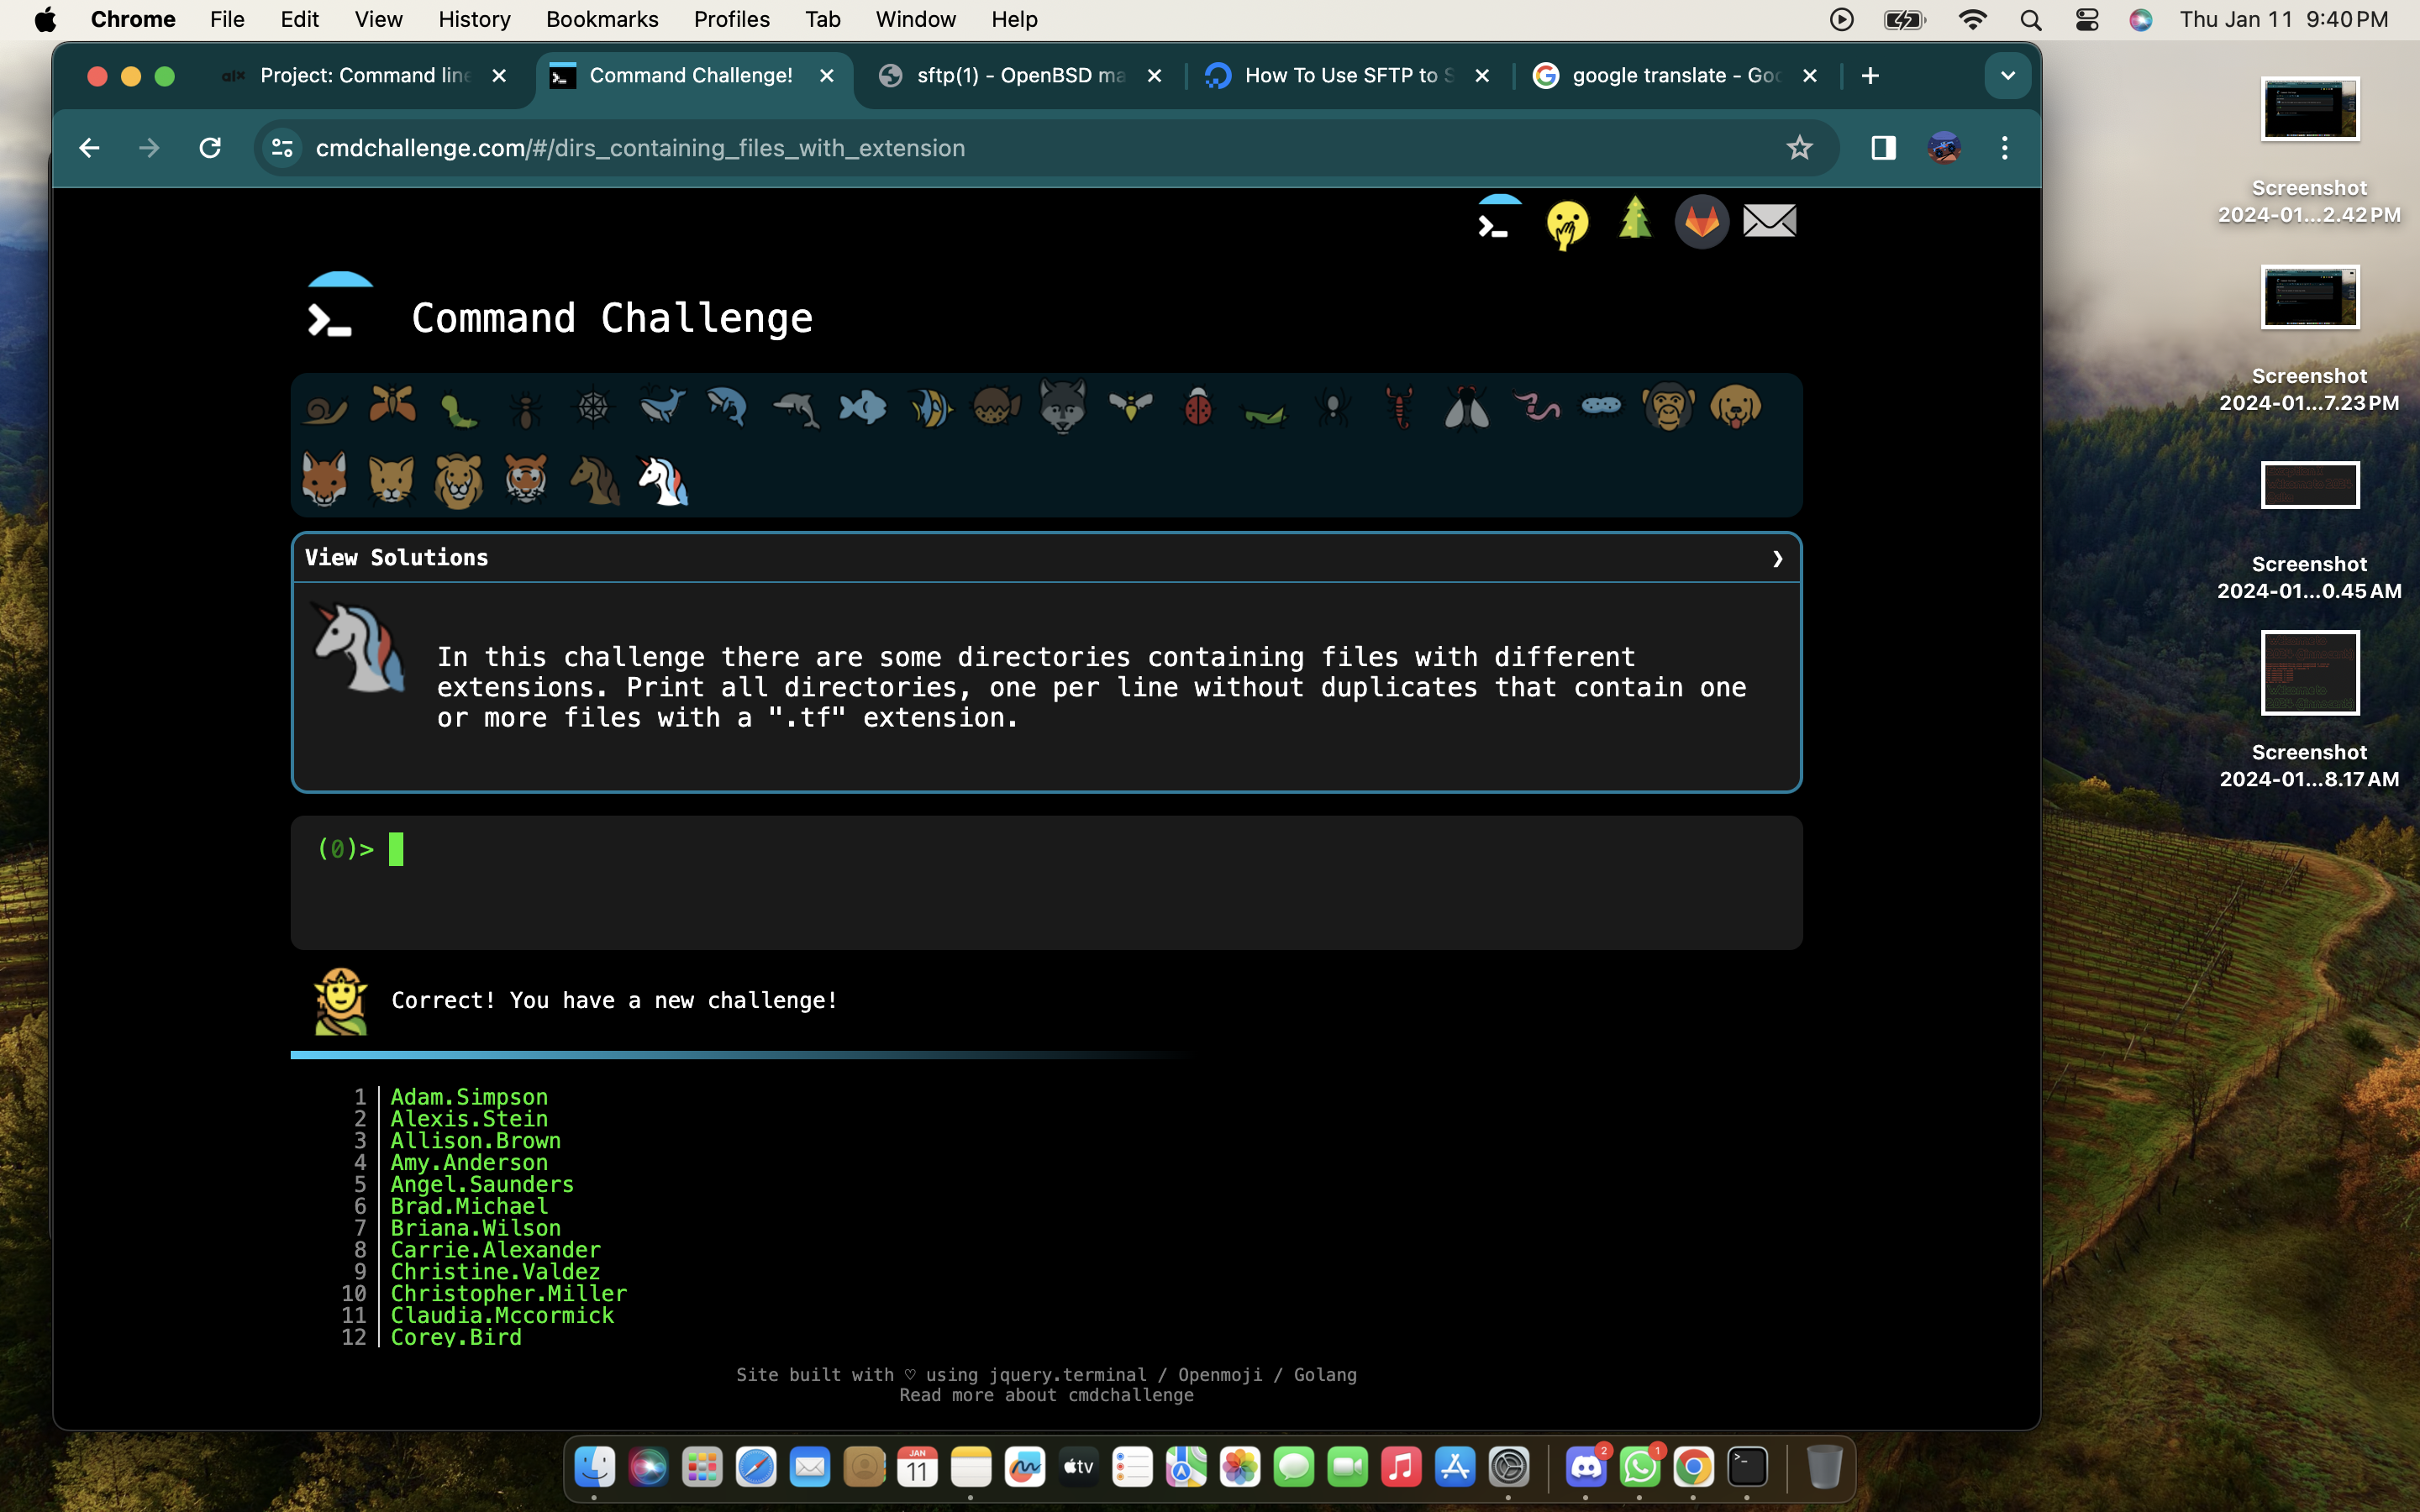 Chrome File Edit View History Bookmarks Profiles Tab Window Help Thu Jan 11 9:40 PM
alx Project: Command line Command Challenge! sftp(1) - OpenBSD ma How To Use SFTP to S google translate - Goo
cmdchallenge.com/#/dirs_containing_files_with_extension
Command Challenge
View Solutions
In this challenge there are some directories containing files with different
extensions. Print all directories, one per line without duplicates that contain one
or more files with a ".tf" extension.
(0)>
Correct! You have a new challenge!
1 Adam.Simpson
2 Alexis.Stein
3 Allison.Brown
4 Amy.Anderson
5 Angel.Saunders
6 Brad.Michael
7 Briana.Wilson
8 Carrie.Alexander
9 Christine.Valdez
10 Christopher.Miller
11 Claudia.Mccormick
12 Corey.Bird
Site built with ♡ using jquery.terminal / Openmoji / Golang
Read more about cmdchallenge
Screenshot
2024-01...2.42 PM
Screenshot
2024-01...7.23 PM
Screenshot
2024-01...0.45 AM
Screenshot
2024-01...8.17 AM
JAN
11
tv
2
1